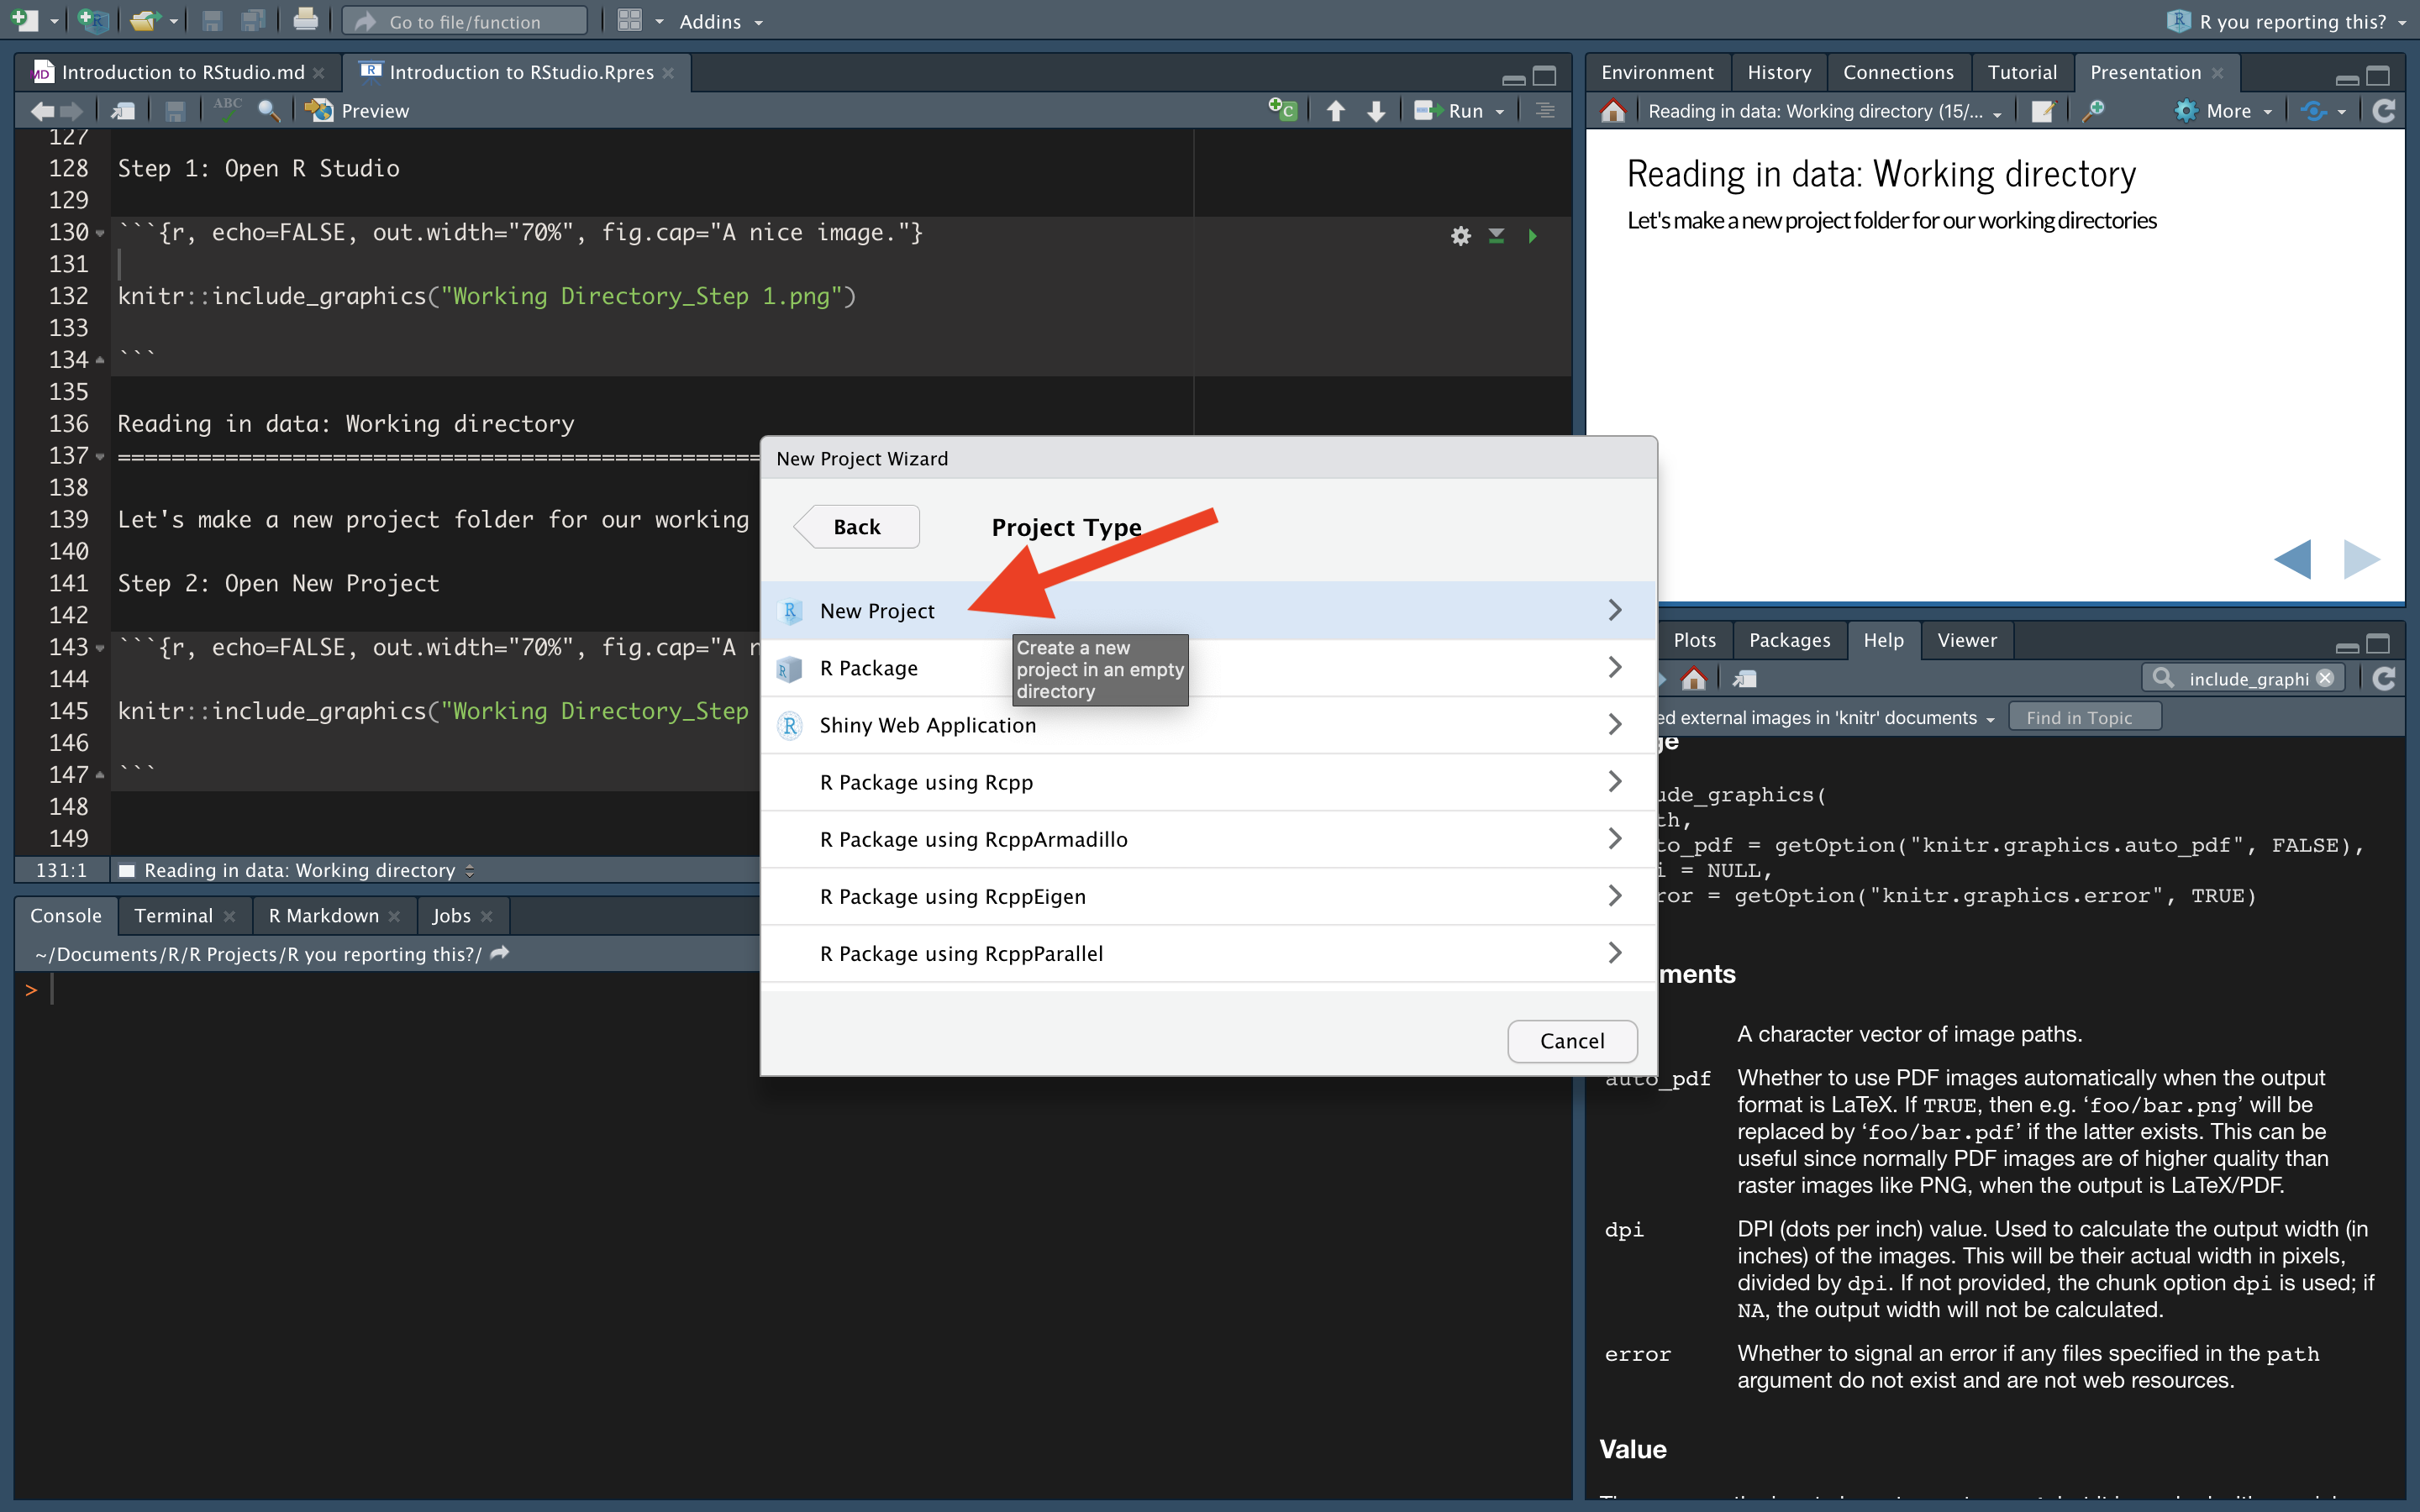 Go to file/function
Addins
R you reporting this?
Introduction to RStudio.md
Introduction to RStudio.Rpres
ABC
Preview
Run
127
128 Step 1: Open R Studio
129
130 ```{r, echo=FALSE, out.width="70%", fig.cap="A nice image."}
131
132 knitr::include_graphics("Working Directory_Step 1.png")
133
134 ```
135
136 Reading in data: Working directory
137 ================================================
138
139 Let's make a new project folder for our working
140
141 Step 2: Open New Project
142
143 ```{r, echo=FALSE, out.width="70%", fig.cap="A n
144
145 knitr::include_graphics("Working Directory_Step
146
147 ```
148
149
131:1 Reading in data: Working directory
Console Terminal R Markdown Jobs
~/Documents/R/R Projects/R you reporting this?/
>
New Project Wizard
Back
Project Type
New Project
Create a new
project in an empty
directory
R Package
Shiny Web Application
R Package using Rcpp
R Package using RcppArmadillo
R Package using RcppEigen
R Package using RcppParallel
Cancel
Environment History Connections Tutorial Presentation
Reading in data: Working directory (15/... More
Reading in data: Working directory
Let's make a new project folder for our working directories
Plots Packages Help Viewer
include_graphi
ed external images in 'knitr' documents Find in Topic
ge
ude_graphics(
th,
to_pdf = getOption("knitr.graphics.auto_pdf", FALSE),
i = NULL,
ror = getOption("knitr.graphics.error", TRUE)
ments
A character vector of image paths.
auto_pdf Whether to use PDF images automatically when the output
format is LaTeX. If TRUE, then e.g. ‘foo/bar.png’ will be
replaced by ‘foo/bar.pdf’ if the latter exists. This can be
useful since normally PDF images are of higher quality than
raster images like PNG, when the output is LaTeX/PDF.
dpi DPI (dots per inch) value. Used to calculate the output width (in
inches) of the images. This will be their actual width in pixels,
divided by dpi. If not provided, the chunk option dpi is used; if
NA, the output width will not be calculated.
error Whether to signal an error if any files specified in the path
argument do not exist and are not web resources.
Value